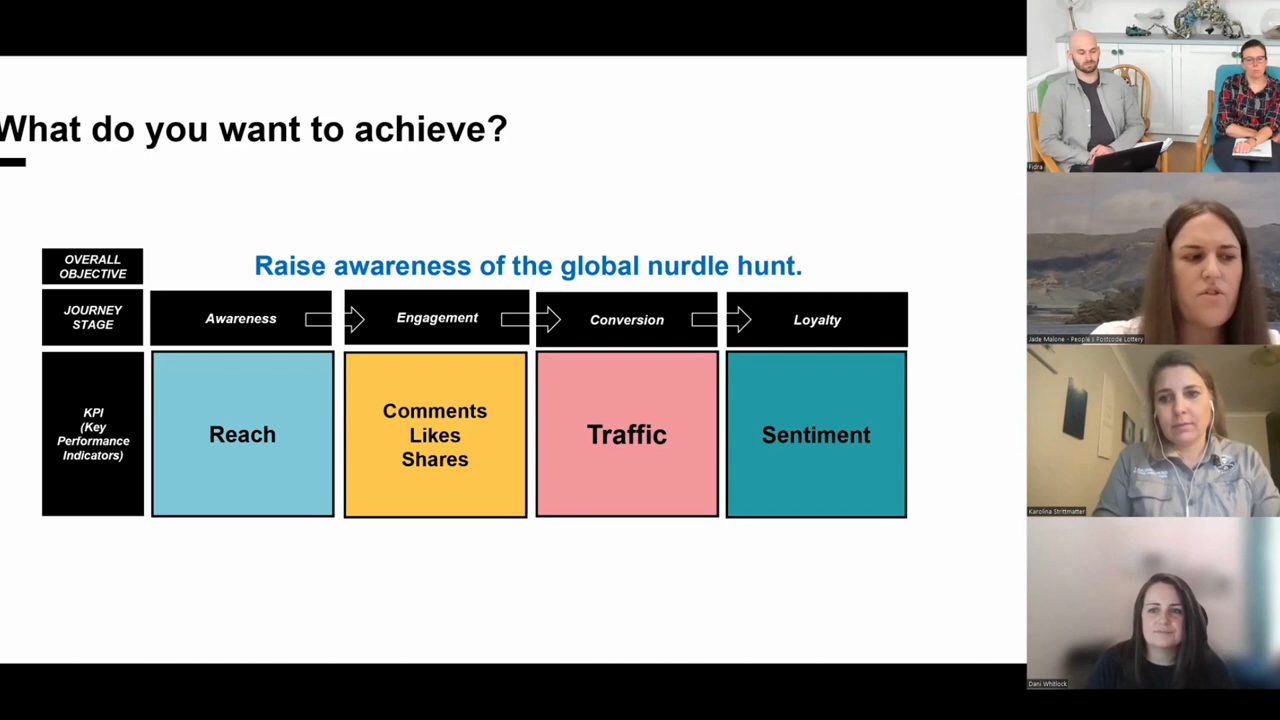 What do you want to achieve?
OVERALL
OBJECTIVE
Raise awareness of the global nurdle hunt.
JOURNEY
STAGE
Awareness
Engagement
Conversion
Loyalty
KPI
(Key
Performance
Indicators)
Reach
Comments
Likes
Shares
Traffic
Sentiment
Fidra
Jade Malone - People's Postcode Lottery
Karolina Strittmatter
Dani Whitlock